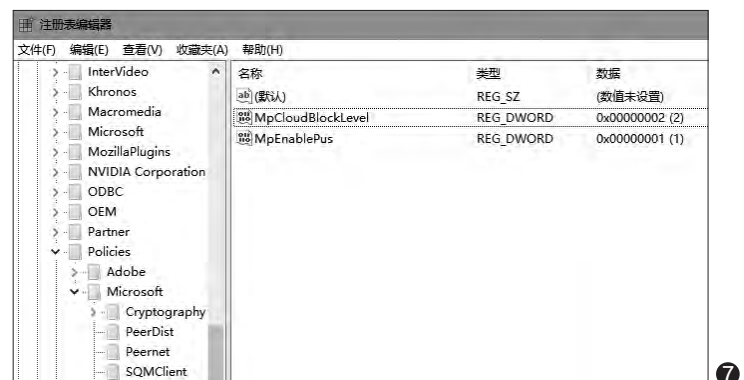 注册表编辑器
文件(F) 编辑(E) 查看(V) 收藏夹(A) 帮助(H)
InterVideo
Khronos
Macromedia
Microsoft
MozillaPlugins
NVIDIA Corporation
ODBC
OEM
Partner
Policies
Adobe
Microsoft
Cryptography
PeerDist
Peernet
SQMClient
名称 类型 数据
ab (默认) REG_SZ (数值未设置)
MpCloudBlockLevel REG_DWORD 0x00000002 (2)
MpEnablePus REG_DWORD 0x00000001 (1)
❼